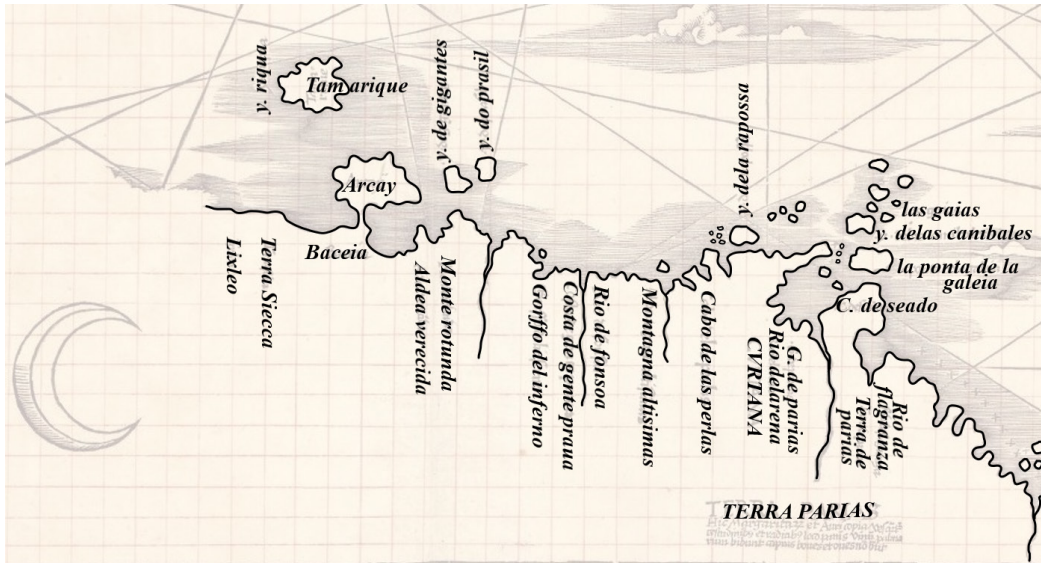 y. riqua
Tamarique
y. de gigantes
y. do prasil
Arcay
Lixleo
Terra Siecca
Baceia
Aldea verecida
Monte rotunda
Gorffo del inferno
Costa de gente praua
Rio de fonsoa
Montagna altisimas
Cabo de las perlas
y. dela rapossa
las gaias
y. delas canibales
la ponta de la
galeia
C. de seado
CVRTANA
Rio delarena
G. de parias
Terra de
parias
Rio de
flagranza
TERRA PARIAS